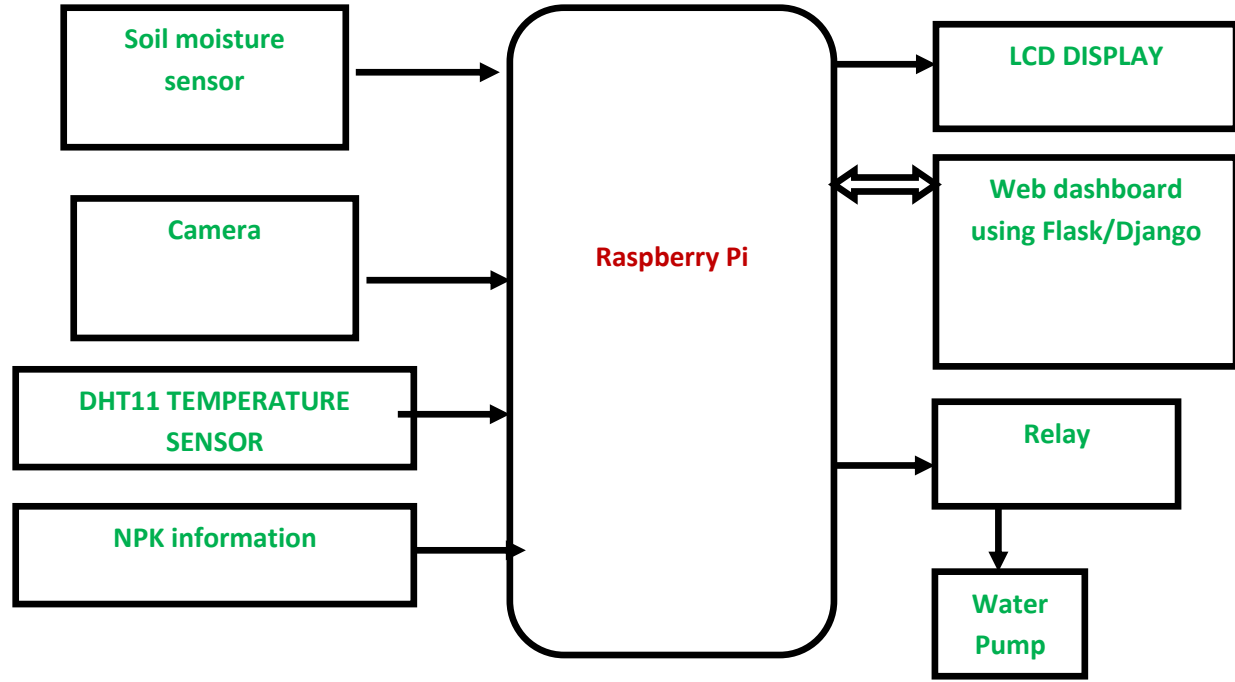 Soil moisture
sensor
Camera
DHT11 TEMPERATURE
SENSOR
NPK information
Raspberry Pi
LCD DISPLAY
Web dashboard
using Flask/Django
Relay
Water
Pump